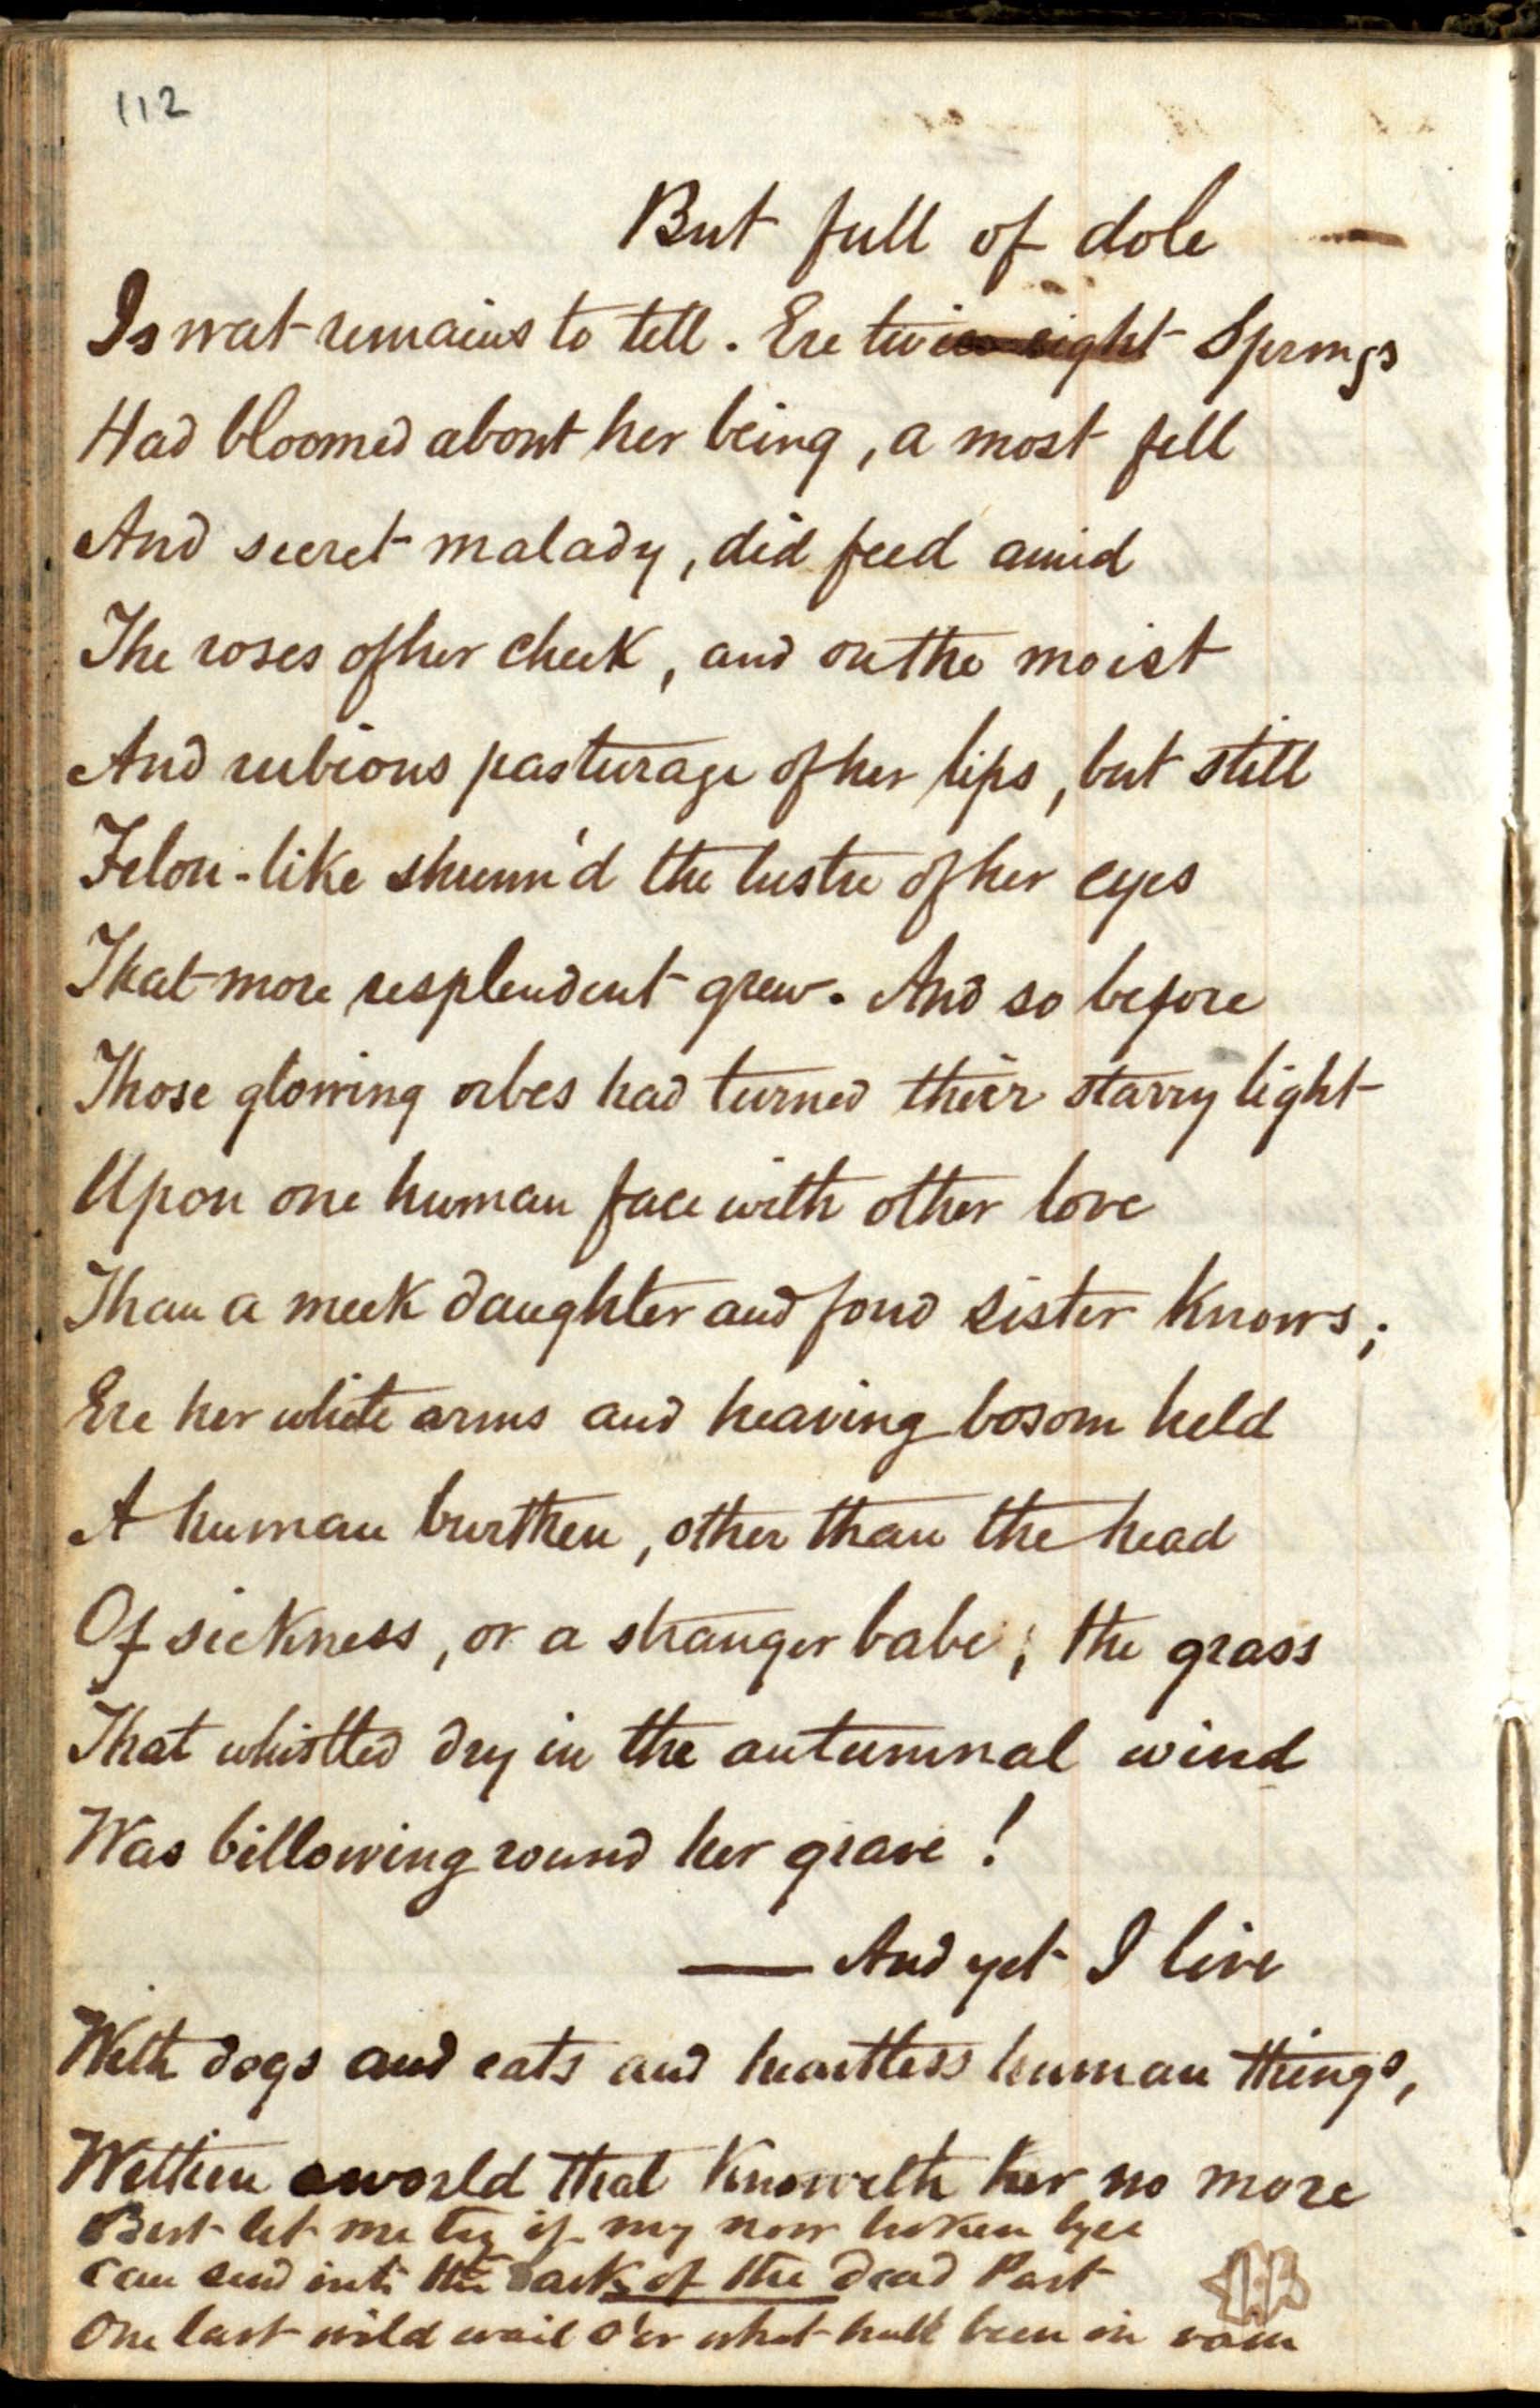 112
But full of dole
Is wat remains to tell. Ere twice eight Springs
Had bloomed about her being, a most fell
And secret malady, did feed amid
The roses of her cheek, and on the moist
And rubious pasturage of her lips, but still
Felon-like shunn'd the lustre of her eyes
That more resplendent grew. And so before
Those glowing orbes had turned their starry light
Upon one human face with other love
Than a meek daughter and fond sister knows;
Ere her white arms and heaving bosom held
A human burthen, other than the head
Of sickness, or a stranger babe; the grass
That whistled dry in the autumnal wind
Was billowing round her grave!
— And yet I live
With dogs and cats and heartless human things,
Within a world that knoweth her no more
But let me try if my now broken lyre
Can send into the dark of the dead Past
One last wild wail o'er what hath been in vain